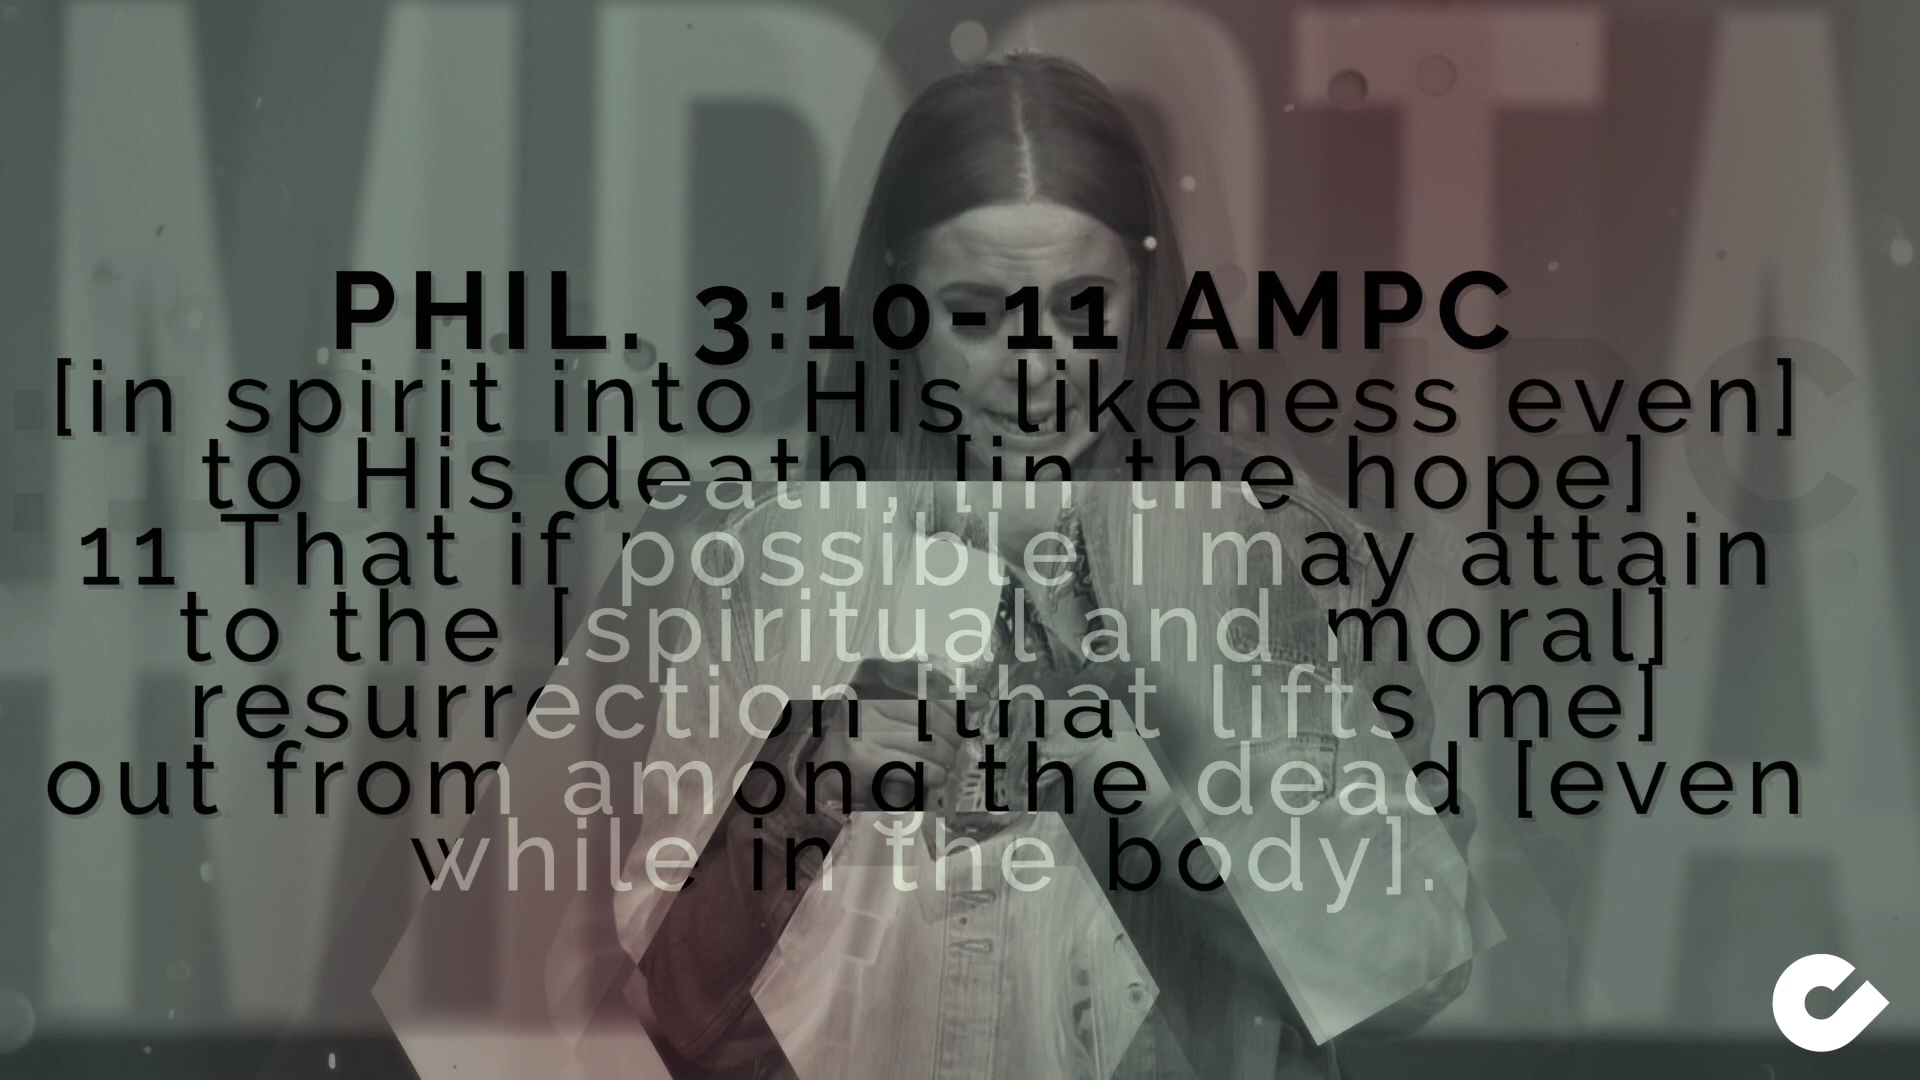 PHIL. 3:10-11 AMPC
[in spirit into His likeness even]
to His death, [in the hope]
11 That if possible I may attain
to the [spiritual and moral]
resurrection [that lifts me]
out from among the dead [even
while in the body].